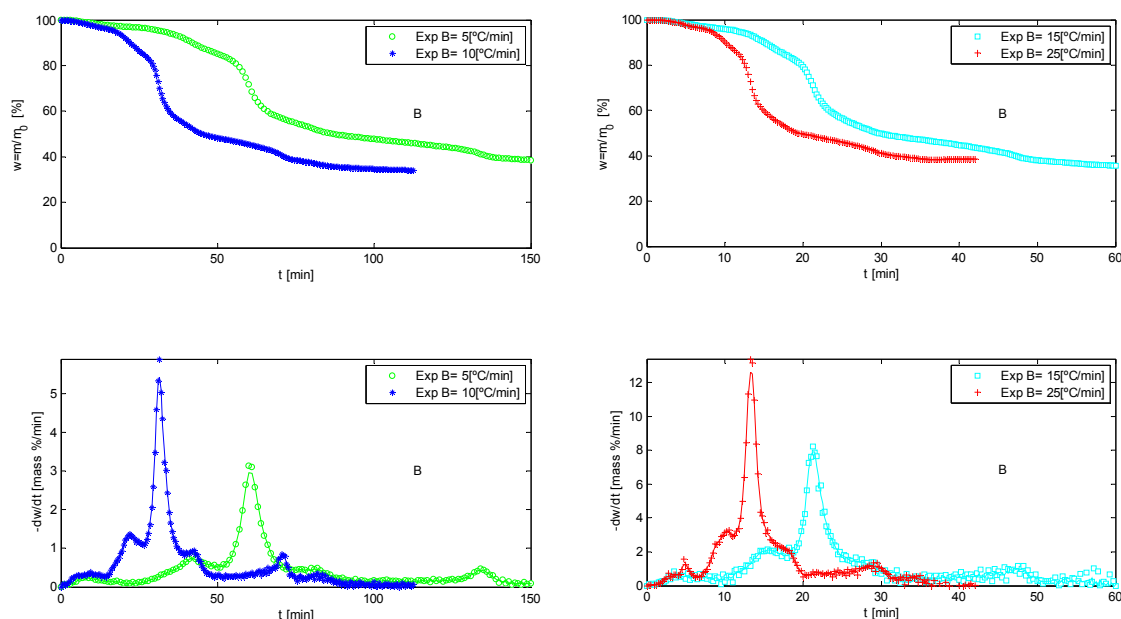 100
80
60
40
20
0
w=m/m0 [%]
Exp B= 5[ºC/min]
Exp B= 10[ºC/min]
B
0 50 100 150
t [min]
100
80
60
40
20
0
w=m/m0 [%]
Exp B= 15[ºC/min]
Exp B= 25[ºC/min]
B
0 10 20 30 40 50 60
t [min]
5
4
3
2
1
0
-dw/dt [mass %/min]
Exp B= 5[ºC/min]
Exp B= 10[ºC/min]
B
0 50 100 150
t [min]
12
10
8
6
4
2
0
-dw/dt [mass %/min]
Exp B= 15[ºC/min]
Exp B= 25[ºC/min]
B
0 10 20 30 40 50 60
t [min]